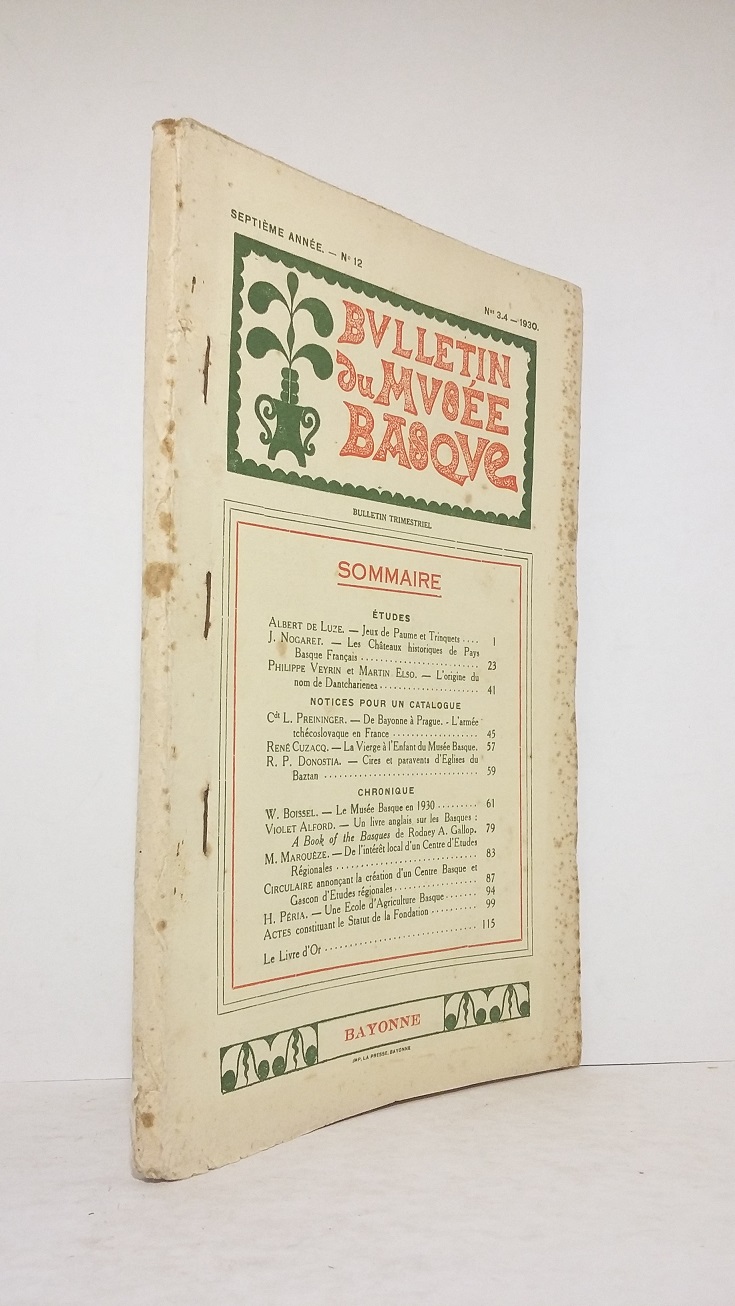 SEPTIÈME ANNÉE. — N° 12
Nos 3-4 — 1930.
BVLLETIN
du MVSÉE
BASQVE
BULLETIN TRIMESTRIEL
SOMMAIRE
ÉTUDES
ALBERT DE LUZE. — Jeux de Paume et Trinquets .... 1
J. NOGARET. — Les Châteaux historiques de Pays
Basque Français ........................ 23
PHILIPPE VEYRIN et MARTIN ELSO. — L'origine du
nom de Dantcharienea .................... 41
NOTICES POUR UN CATALOGUE
Cdt L. PREININGER. — De Bayonne à Prague. - L'armée
tchécoslovaque en France .................. 45
RENÉ CUZACQ. — La Vierge à l'Enfant du Musée Basque. 57
R. P. DONOSTIA. — Cires et paravents d'Eglises du
Baztan ................................ 59
CHRONIQUE
W. BOISSEL. — Le Musée Basque en 1930 ......... 61
VIOLET ALFORD. — Un livre anglais sur les Basques :
A Book of the Basques de Rodney A. Gallop. 79
M. MARQUÈZE. — De l'intérêt local d'un Centre d'Etudes
Régionales .............................. 83
CIRCULAIRE annonçant la création d'un Centre Basque et
Gascon d'Etudes régionales ................. 87
H. PÉRIA. — Une Ecole d'Agriculture Basque ....... 94
ACTES constituant le Statut de la Fondation .......... 99
Le Livre d'Or ................................ 115
BAYONNE
IMP. LA PRESSE, BAYONNE